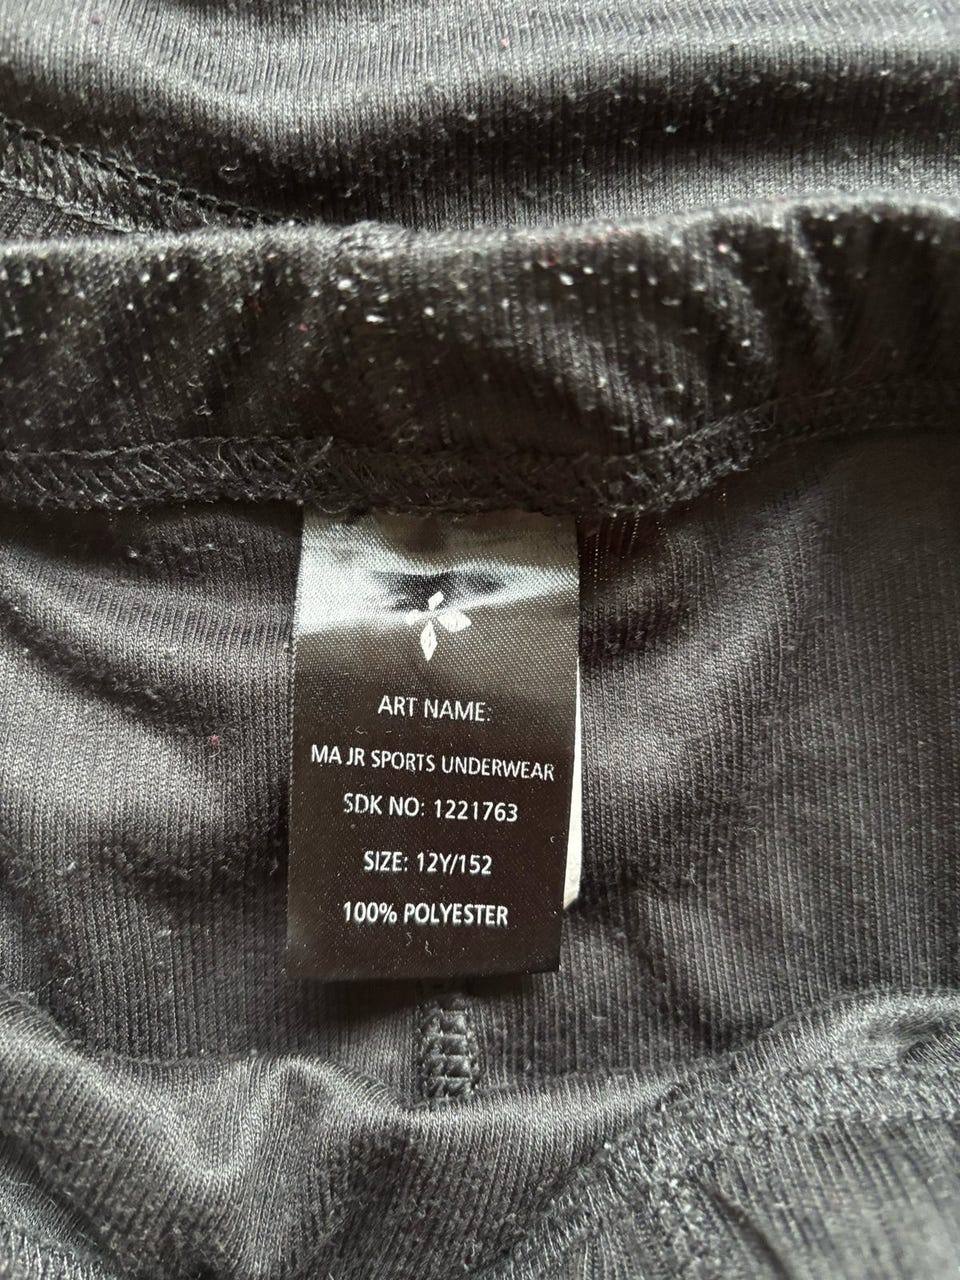 ART NAME:
MA JR SPORTS UNDERWEAR
SDK NO: 1221763
SIZE: 12Y/152
100% POLYESTER